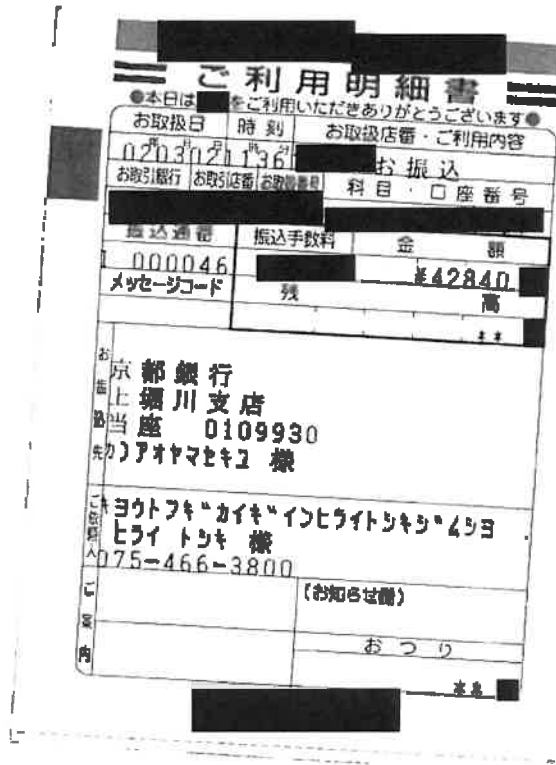 ご利用明細書
●本日は をご利用いただきありがとうございます●
お取扱日 時刻 お取扱店番・ご利用内容
020302 1136 お振込
お取引銀行 お取引店番 お取引番号 科目・口座番号
振込通番 振込手数料 金額
000046 ¥42840
メッセージコード 残高
**
お振込先
京都銀行
上堀川支店
当座 0109930
カ)アオヤマセキユ 様
ご依頼人
キヨウトフギカイギインヒライトシキジムシヨ
ヒライ トシキ 様
075-466-3800
ご案内
(お知らせ欄)
おつり
**